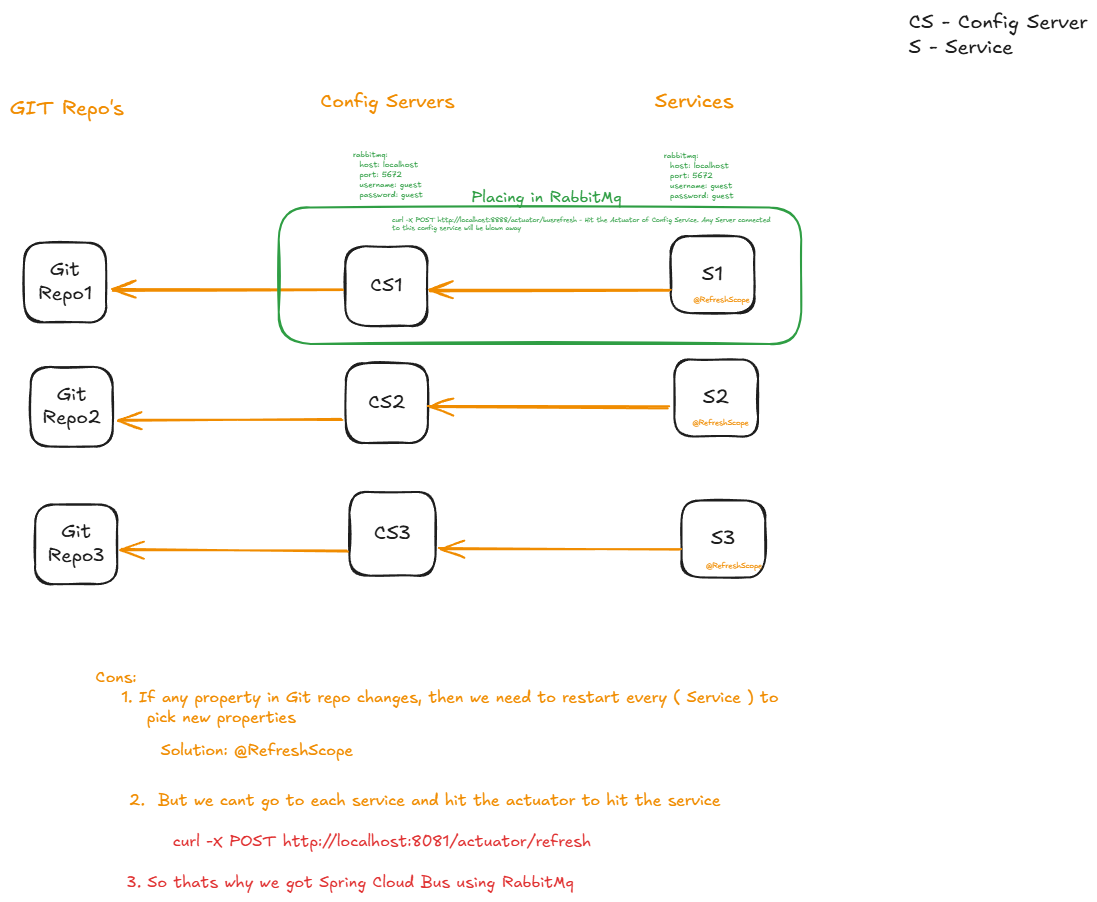 CS - Config Server
S - Service
GIT Repo's
Config Servers
Services
rabbitmq:
host: localhost
port: 5672
username: guest
password: guest
rabbitmq:
host: localhost
port: 5672
username: guest
password: guest
Placing in RabbitMq
curl -X POST http://localhost:8888/actuator/busrefresh - Hit the Actuator of Config Service. Any Server connected
to this config service will be blown away
Git
Repo1
CS1
S1
@RefreshScope
Git
Repo2
CS2
S2
@RefreshScope
Git
Repo3
CS3
S3
@RefreshScope
Cons:
1. If any property in Git repo changes, then we need to restart every ( Service ) to
pick new properties
Solution: @RefreshScope
2. But we cant go to each service and hit the actuator to hit the service
curl -X POST http://localhost:8081/actuator/refresh
3. So thats why we got Spring Cloud Bus using RabbitMq